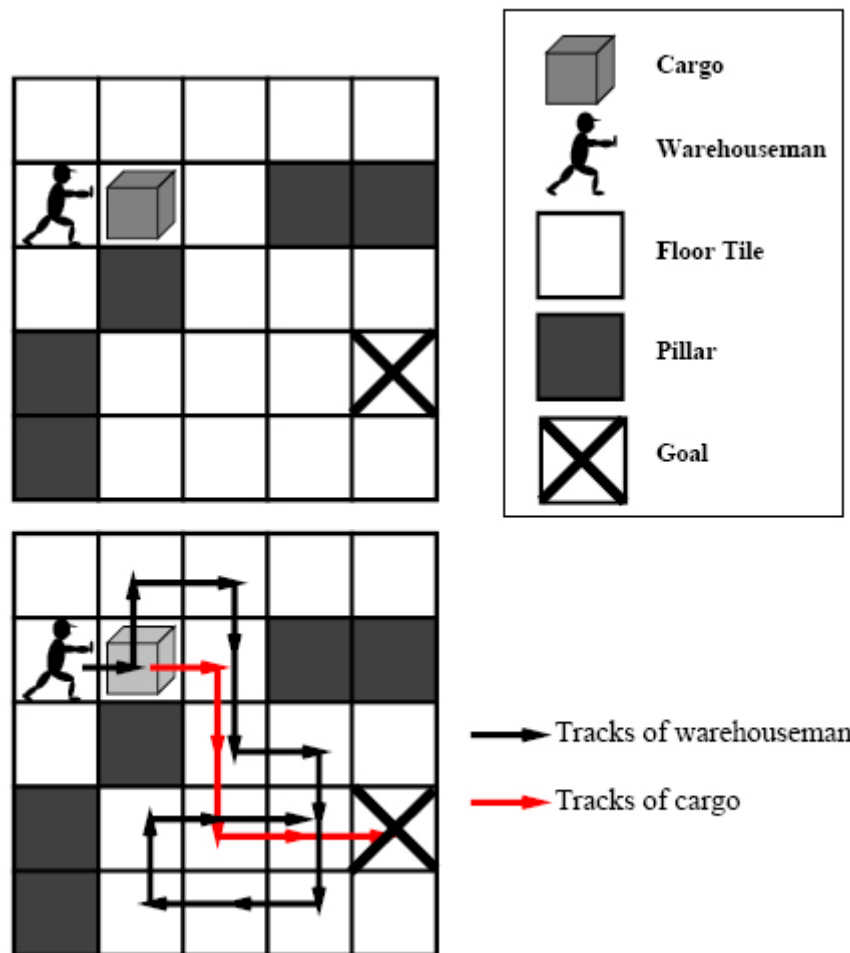 Cargo
Warehouseman
Floor Tile
Pillar
Goal
Tracks of warehouseman
Tracks of cargo